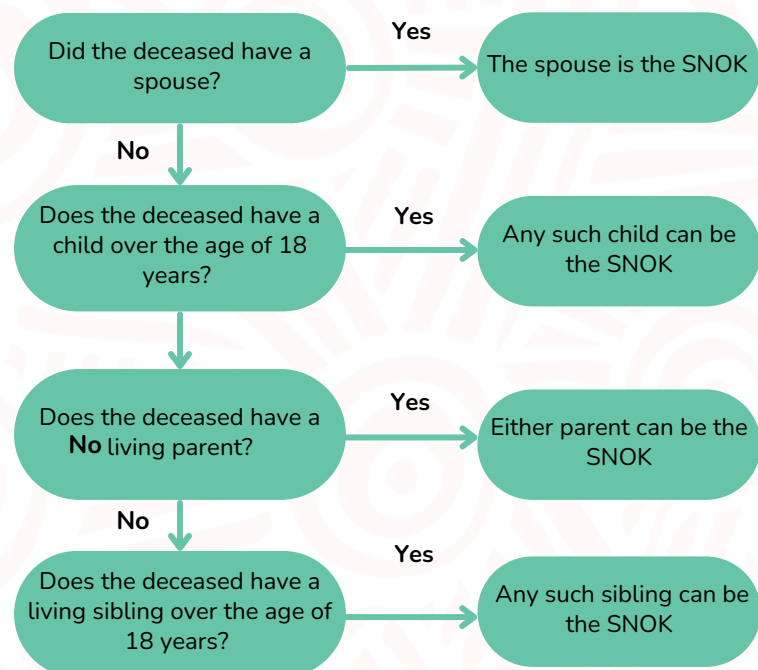 Did the deceased have a
spouse?
Yes
The spouse is the SNOK
No
Does the deceased have a
child over the age of 18
years?
Yes
Any such child can be
the SNOK
Does the deceased have a
No living parent?
Yes
Either parent can be the
SNOK
No
Does the deceased have a
living sibling over the age of
18 years?
Yes
Any such sibling can be
the SNOK